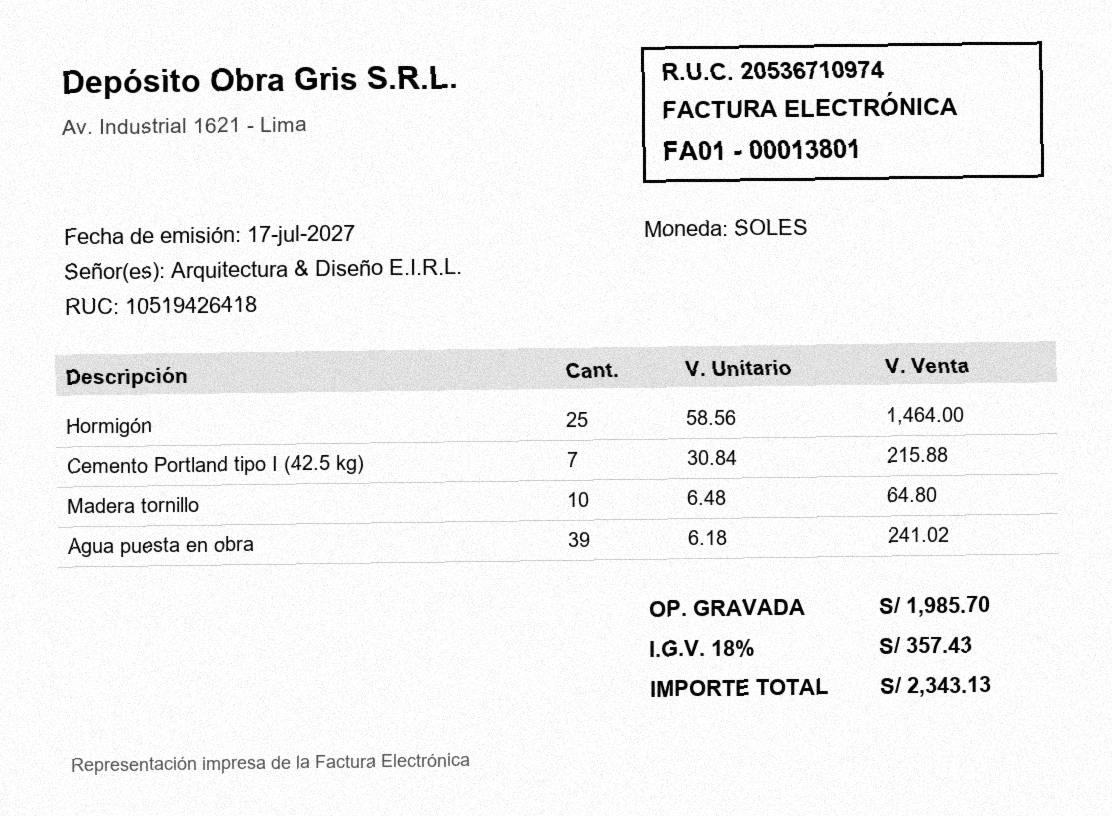 Depósito Obra Gris S.R.L.
Av. Industrial 1621 - Lima
R.U.C. 20536710974
FACTURA ELECTRÓNICA
FA01 - 00013801
Fecha de emisión: 17-jul-2027
Señor(es): Arquitectura & Diseño E.I.R.L.
RUC: 10519426418
Moneda: SOLES
Descripción Cant. V. Unitario V. Venta
Hormigón 25 58.56 1,464.00
Cemento Portland tipo I (42.5 kg) 7 30.84 215.88
Madera tornillo 10 6.48 64.80
Agua puesta en obra 39 6.18 241.02
OP. GRAVADA S/ 1,985.70
I.G.V. 18% S/ 357.43
IMPORTE TOTAL S/ 2,343.13
Representación impresa de la Factura Electrónica